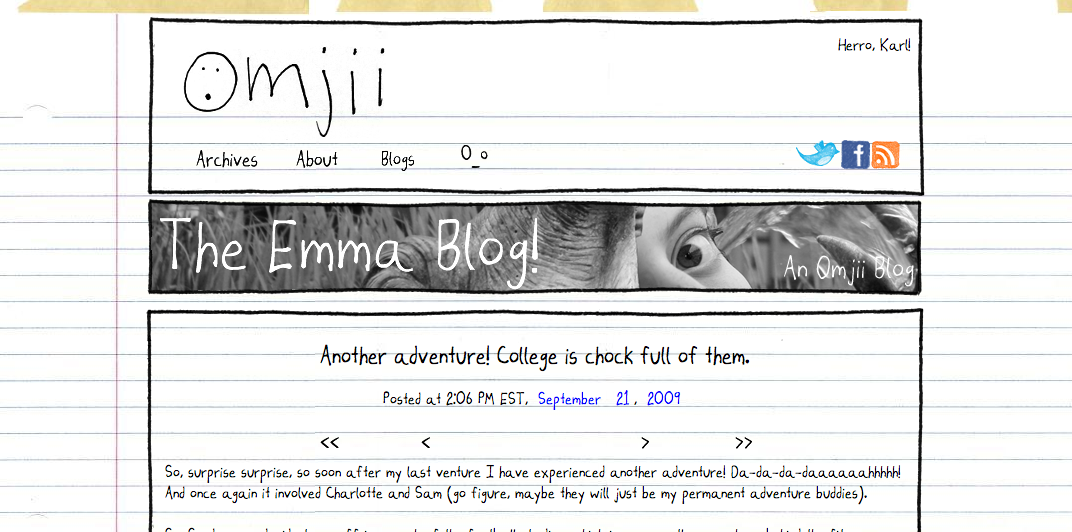 Omjii
Herro, Karl!
Archives About Blogs O_o
The Emma Blog!
An Omjii Blog
Another adventure! College is chock full of them.
Posted at 2:06 PM EST, September 21, 2009
<< < > >>
So, surprise surprise, so soon after my last venture I have experienced another adventure! Da-da-da-daaaaaahhhhh!
And once again it involved Charlotte and Sam (go figure, maybe they will just be my permanent adventure buddies).